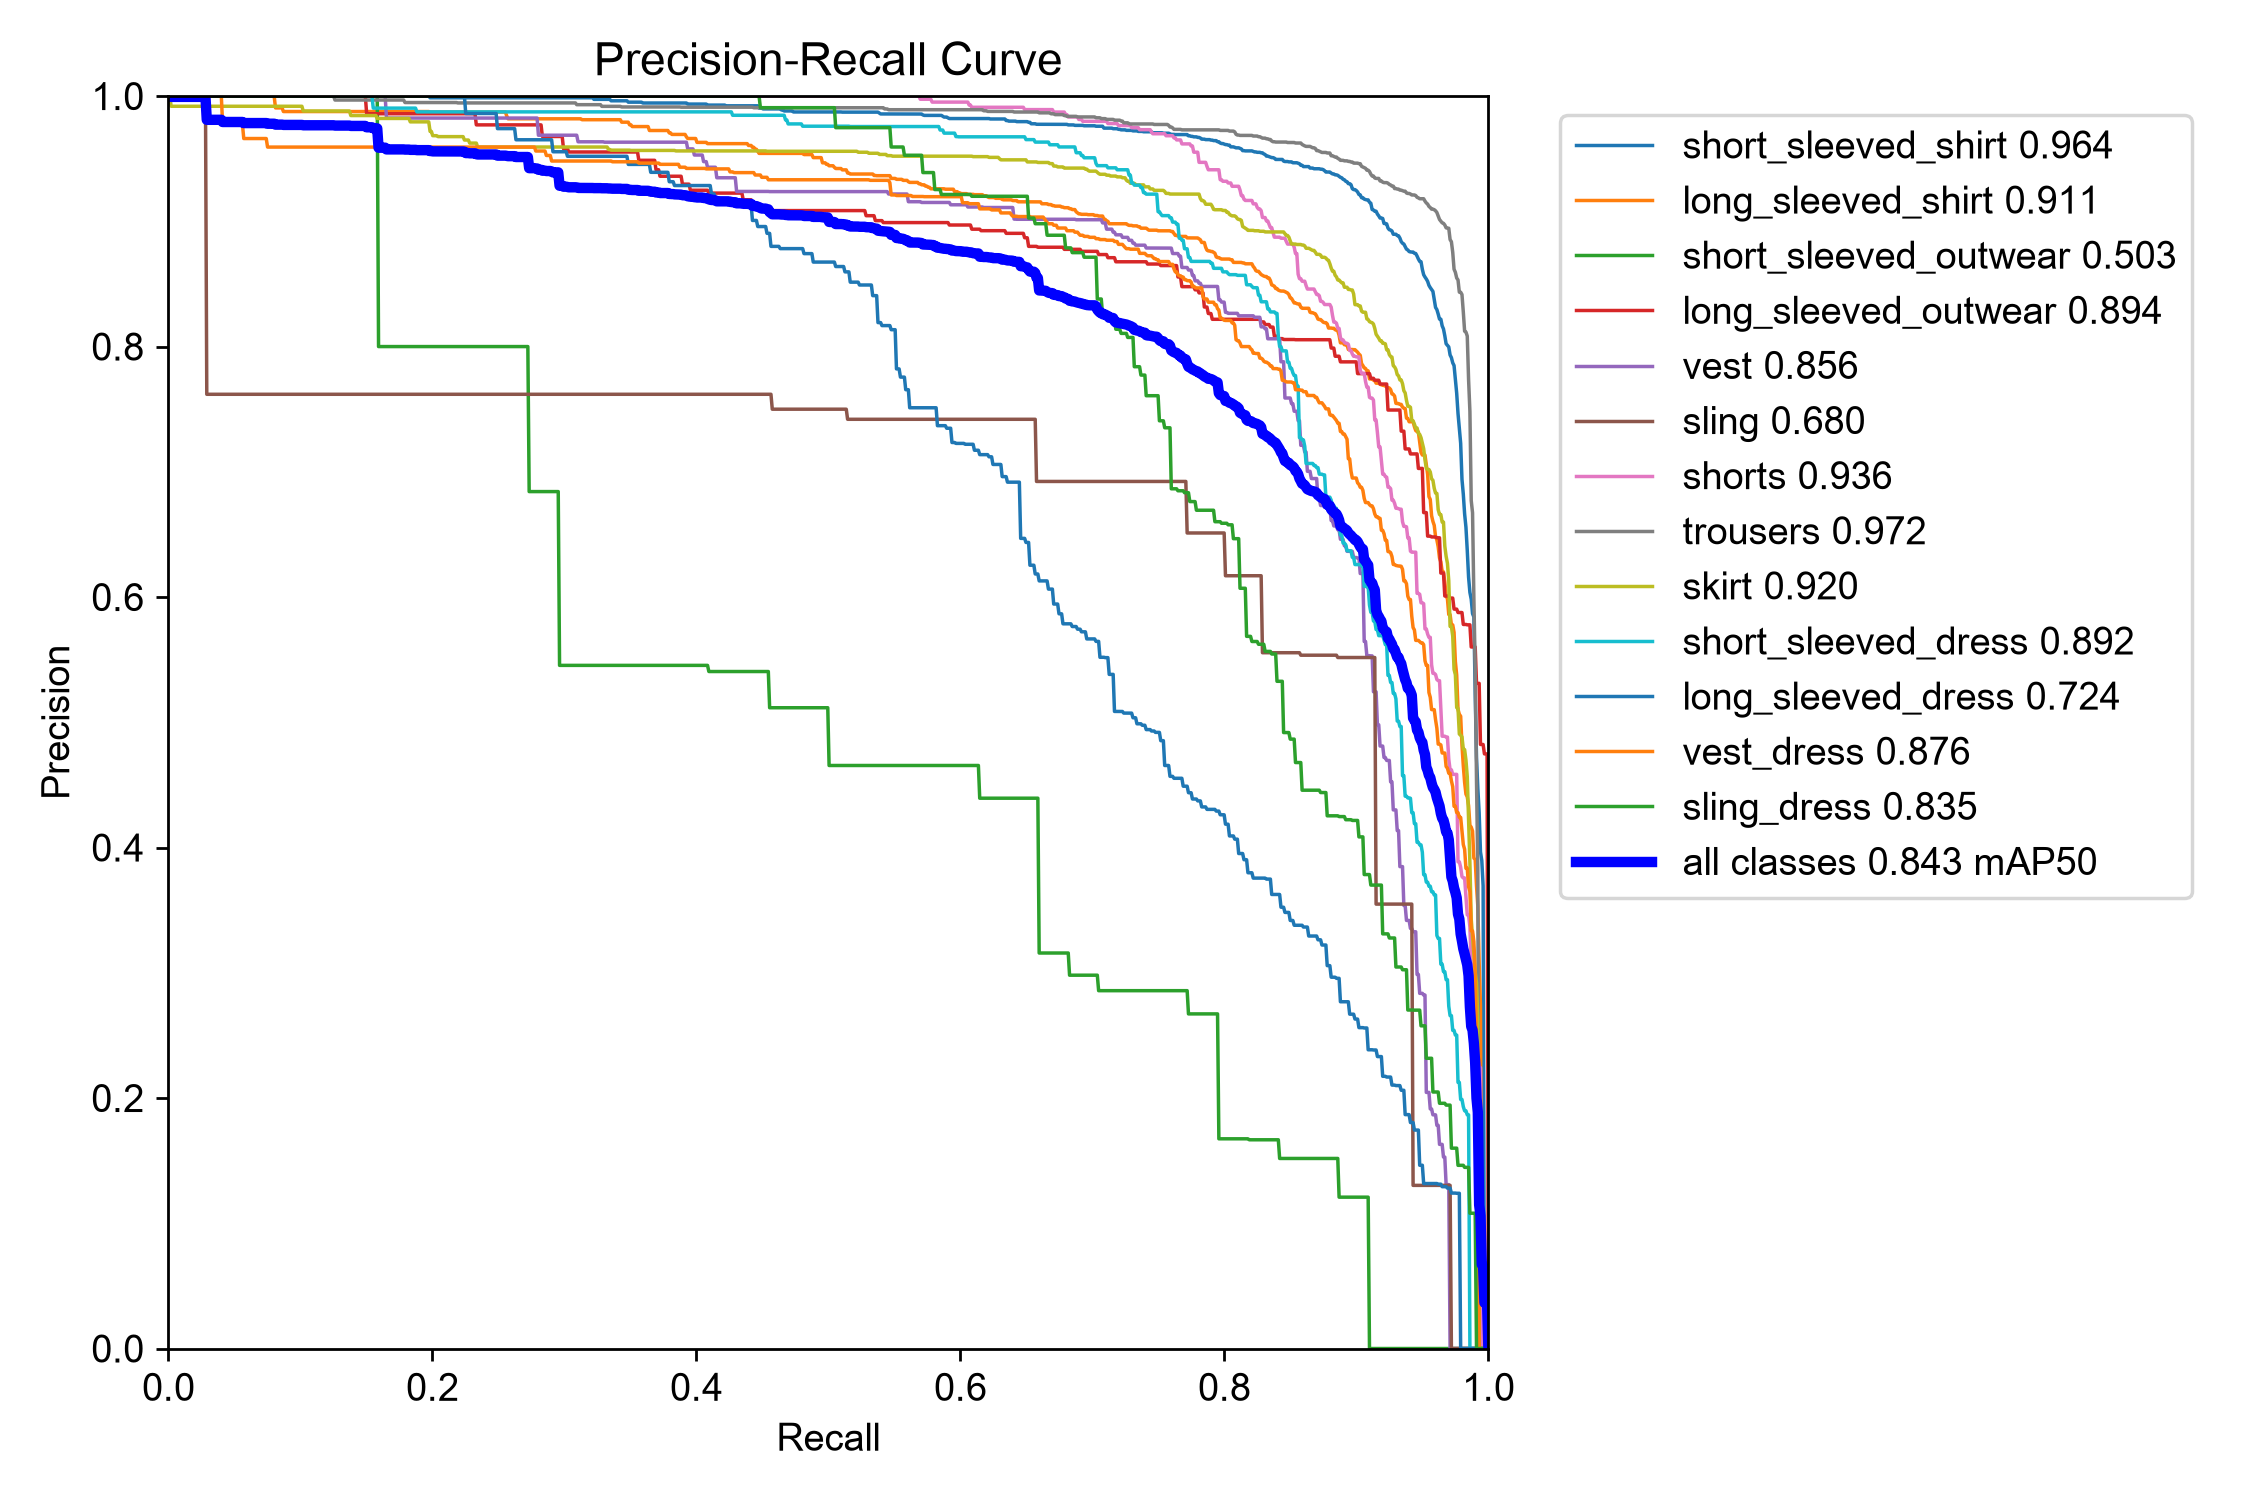 Precision-Recall Curve
1.0
0.8
0.6
0.4
0.2
0.0
Precision
0.0 0.2 0.4 0.6 0.8 1.0
Recall
short_sleeved_shirt 0.964
long_sleeved_shirt 0.911
short_sleeved_outwear 0.503
long_sleeved_outwear 0.894
vest 0.856
sling 0.680
shorts 0.936
trousers 0.972
skirt 0.920
short_sleeved_dress 0.892
long_sleeved_dress 0.724
vest_dress 0.876
sling_dress 0.835
all classes 0.843 mAP50